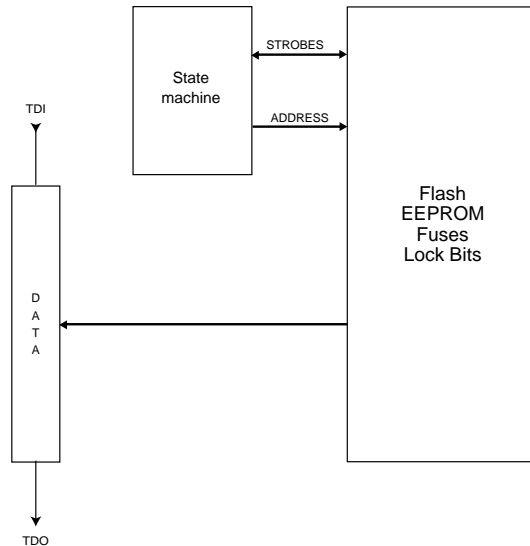 STROBES
State
machine
ADDRESS
TDI
Flash
EEPROM
Fuses
Lock Bits
D
A
T
A
TDO